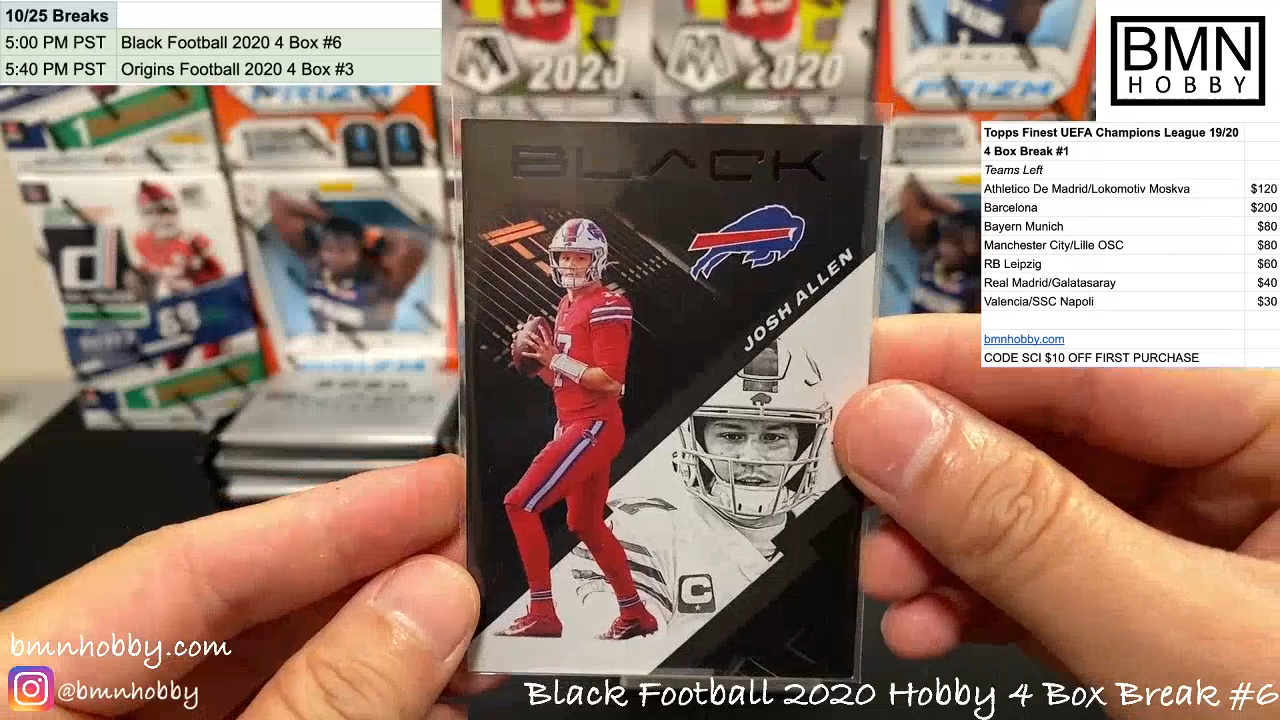 10/25 Breaks
5:00 PM PST Black Football 2020 4 Box #6
5:40 PM PST Origins Football 2020 4 Box #3
2020
2020
PRIZM
PRIZM
BMN
HOBBY
Topps Finest UEFA Champions League 19/20
4 Box Break #1
Teams Left
Athletico De Madrid/Lokomotiv Moskva $120
Barcelona $200
Bayern Munich $80
Manchester City/Lille OSC $80
RB Leipzig $60
Real Madrid/Galatasaray $40
Valencia/SSC Napoli $30
bmnhobby.com
CODE SCI $10 OFF FIRST PURCHASE
BLACK
JOSH ALLEN
17
C
bmnhobby.com
@bmnhobby
Black Football 2020 Hobby 4 Box Break #6